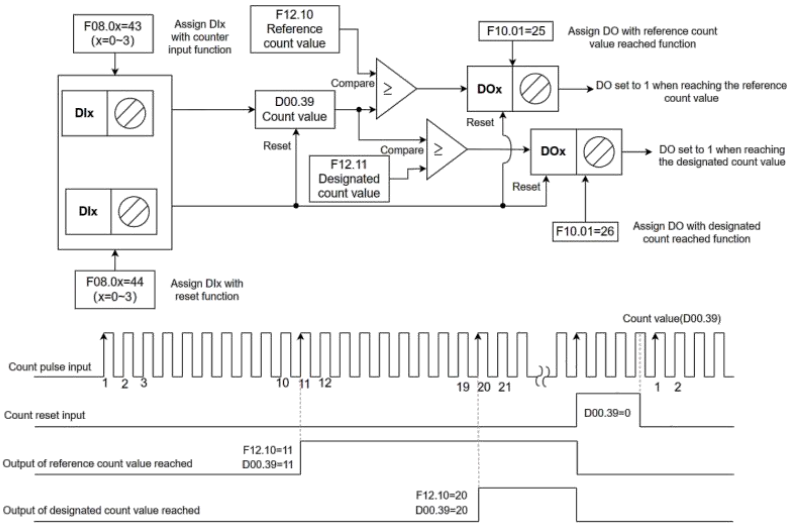 F08.0x=43
(x=0~3)
Assign DIx
with counter
input function
F12.10
Reference
count value
F10.01=25
Assign DO with reference count
value reached function
Compare
≥
DOx
DO set to 1 when reaching the reference
count value
DIx
D00.39
Count value
Reset
Reset
Compare
≥
DOx
DO set to 1 when reaching
the designated count value
F12.11
Designated
count value
Reset
DIx
F10.01=26
Assign DO with designated
count reached function
F08.0x=44
(x=0~3)
Assign DIx with
reset function
Count value(D00.39)
Count pulse input
1 2 3 10 11 12 19 20 21 1 2
Count reset input
D00.39=0
F12.10=11
D00.39=11
Output of reference count value reached
F12.10=20
D00.39=20
Output of designated count value reached